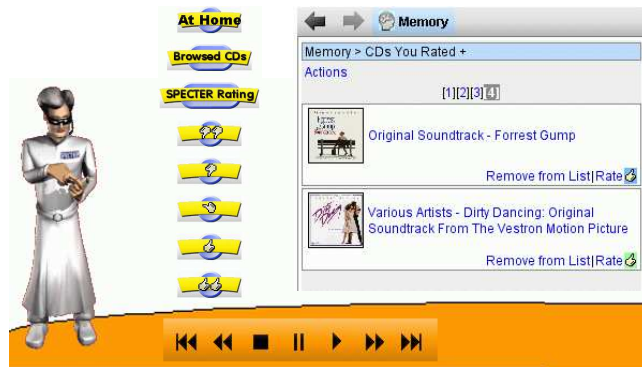 At Home
Browsed CDs
SPECTER Rating
SPECTER
Memory
Memory > CDs You Rated +
Actions
[1][2][3][4]
Original Soundtrack - Forrest Gump
Remove from List|Rate
Various Artists - Dirty Dancing: Original
Soundtrack From The Vestron Motion Picture
Remove from List|Rate